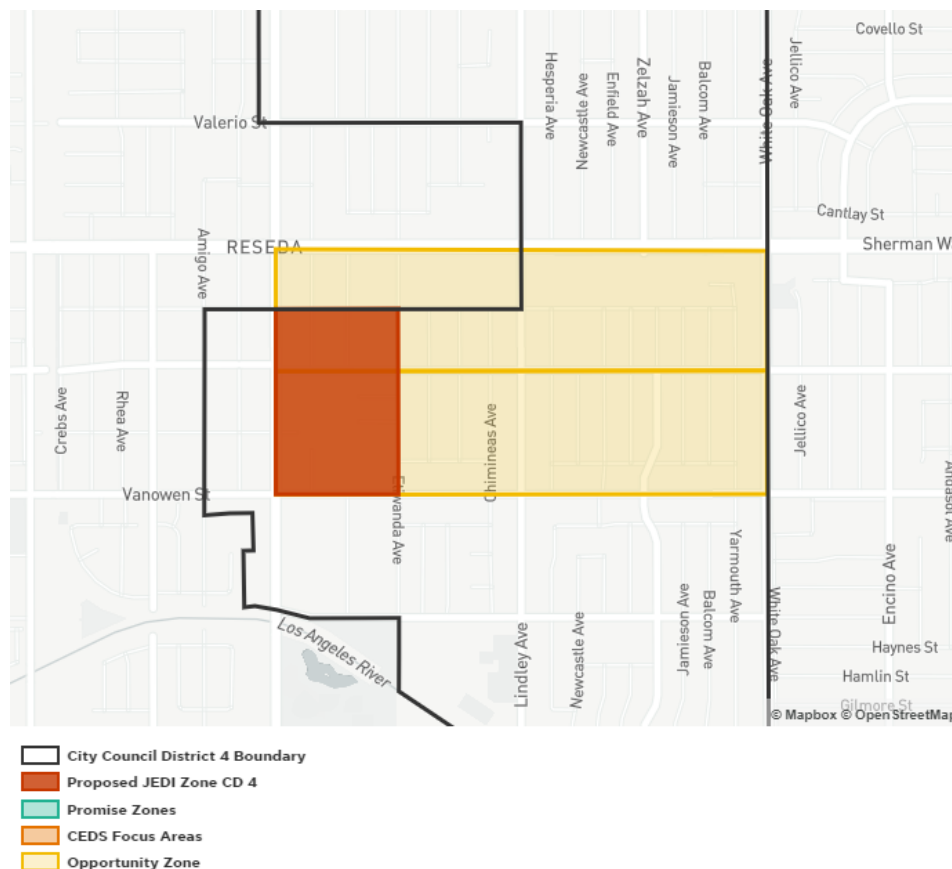 Covello St
Jellico Ave
Hesperia Ave
Newcastle Ave
Enfield Ave
Zelzah Ave
Jamieson Ave
Balcom Ave
White Oak Ave
Valerio St
Cantlay St
Amigo Ave
RESEDA
Sherman W
Crebs Ave
Rhea Ave
Chimineas Ave
Jellico Ave
Vanowen St
Etiwanda Ave
Andasol Ave
Yarmouth Ave
Encino Ave
Los Angeles River
Lindley Ave
Newcastle Ave
Jamieson Ave
Balcom Ave
White Oak Ave
Haynes St
Hamlin St
Gilmore St
© Mapbox © OpenStreetMap
City Council District 4 Boundary
Proposed JEDI Zone CD 4
Promise Zones
CEDS Focus Areas
Opportunity Zone